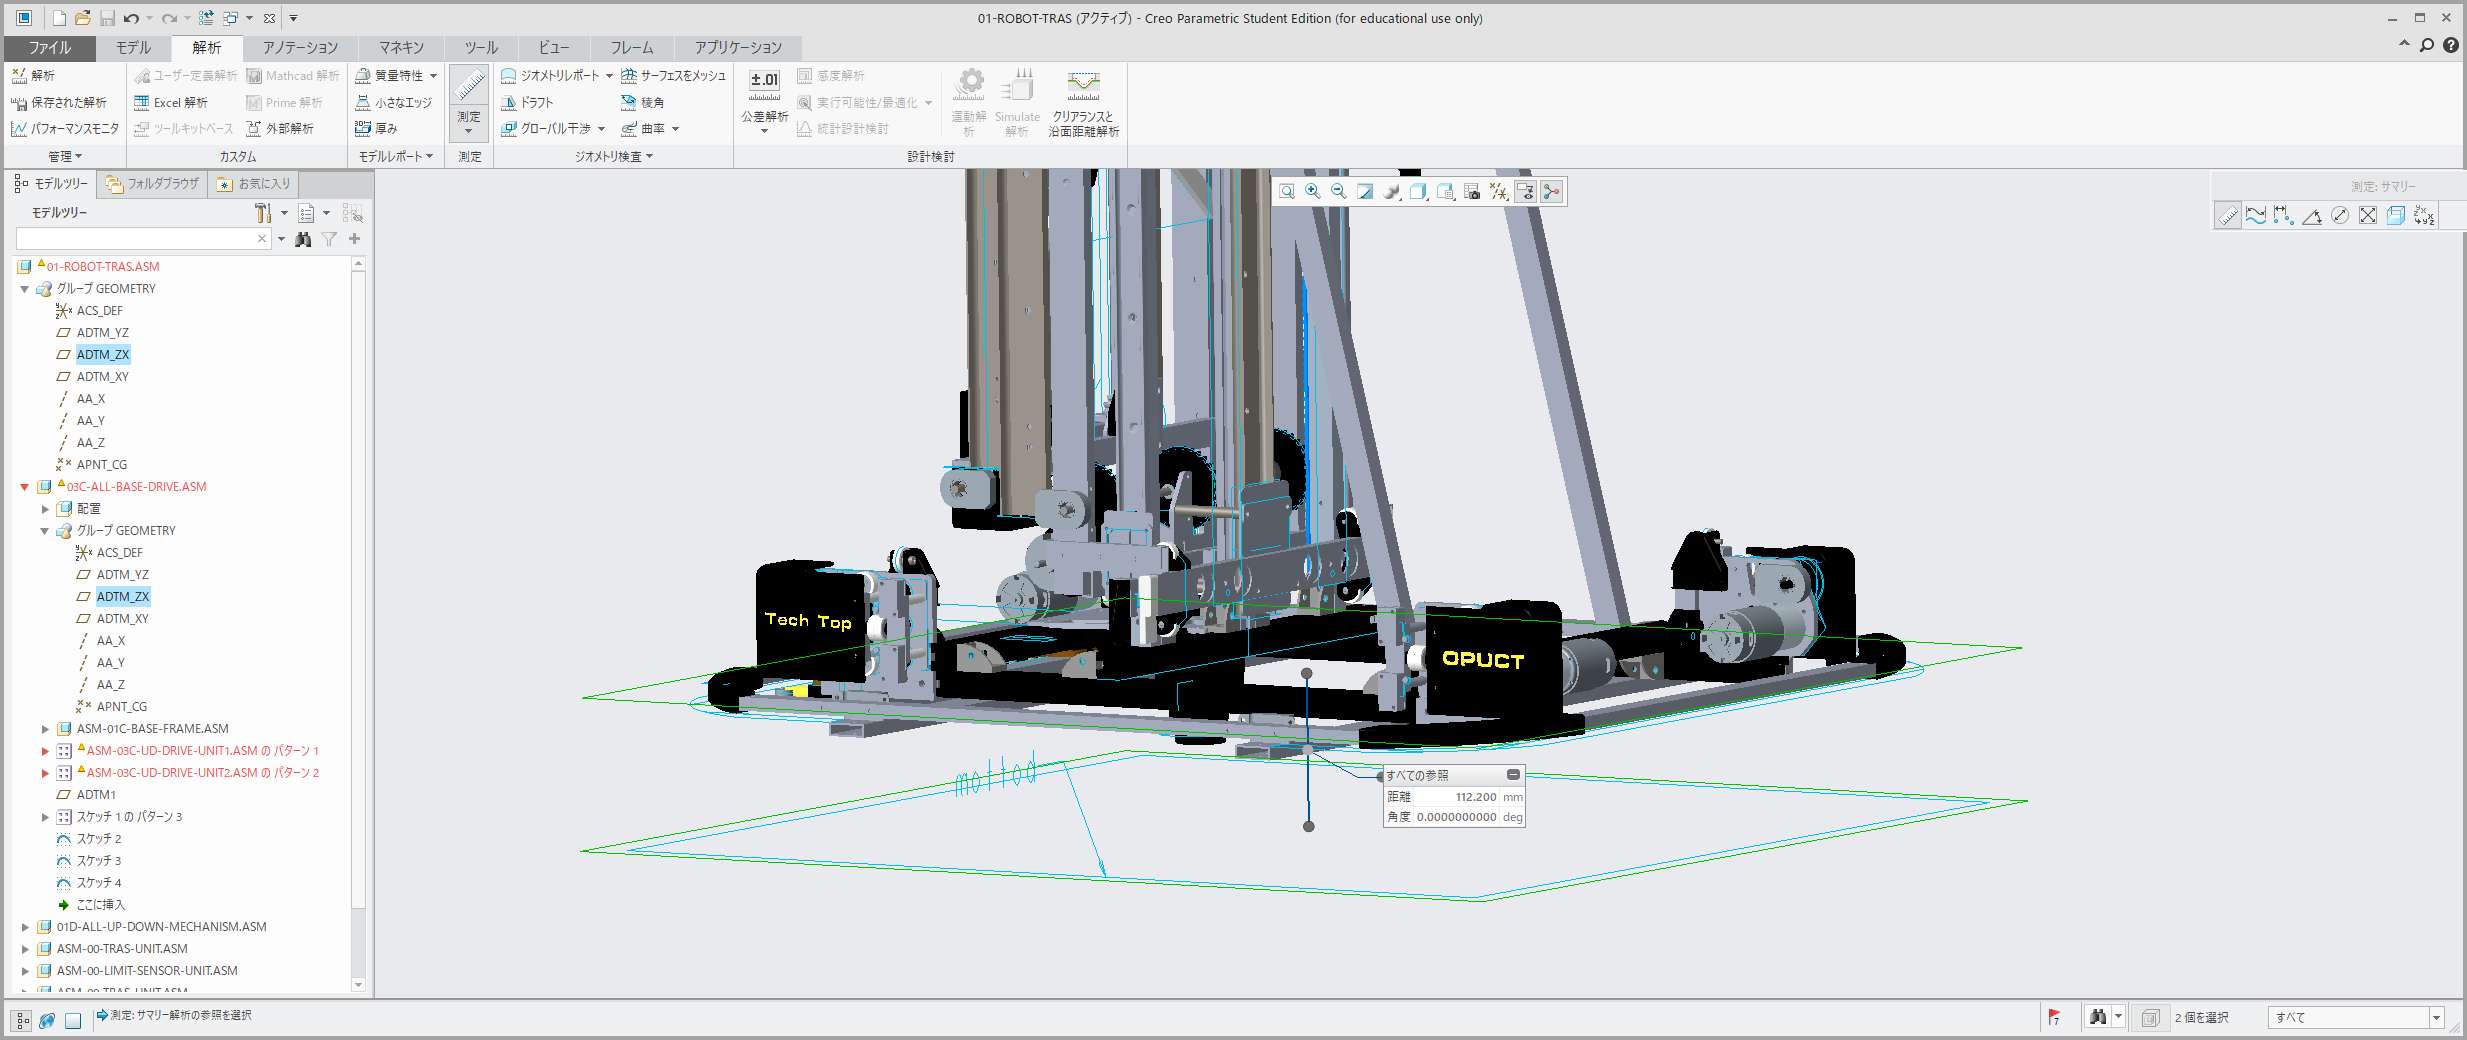 01-ROBOT-TRAS (アクティブ) - Creo Parametric Student Edition (for educational use only)
ファイル モデル 解析 アノテーション マネキン ツール ビュー フレーム アプリケーション
解析 ユーザー定義解析 Mathcad 解析 質量特性 ジオメトリレポート サーフェスをメッシュ 感度解析
保存された解析 Excel 解析 Prime 解析 小さなエッジ ドラフト 稜角 実行可能性/最適化
パフォーマンスモニタ ツールキットベース 外部解析 厚み 測定 グローバル干渉 曲率 公差解析 統計設計検討 運動解析 Simulate 解析 クリアランスと沿面距離解析
管理 カスタム モデルレポート 測定 ジオメトリ検査 設計検討
モデルツリー フォルダブラウザ お気に入り
測定: サマリー
モデルツリー
01-ROBOT-TRAS.ASM
グループ GEOMETRY
ACS_DEF
ADTM_YZ
ADTM_ZX
ADTM_XY
AA_X
AA_Y
AA_Z
APNT_CG
03C-ALL-BASE-DRIVE.ASM
配置
グループ GEOMETRY
ACS_DEF
ADTM_YZ
ADTM_ZX
ADTM_XY
AA_X
AA_Y
AA_Z
APNT_CG
ASM-01C-BASE-FRAME.ASM
ASM-03C-UD-DRIVE-UNIT1.ASM の パターン 1
ASM-03C-UD-DRIVE-UNIT2.ASM の パターン 2
ADTM1
スケッチ 1 の パターン 3
スケッチ 2
スケッチ 3
スケッチ 4
ここに挿入
01D-ALL-UP-DOWN-MECHANISM.ASM
ASM-00-TRAS-UNIT.ASM
ASM-00-LIMIT-SENSOR-UNIT.ASM
ASM-00-TRAS-UNIT.ASM
Tech Top
OPUCT
すべての参照
距離 112.200 mm
角度 0.0000000000 deg
測定: サマリー解析の参照を選択
2 個を選択
すべて